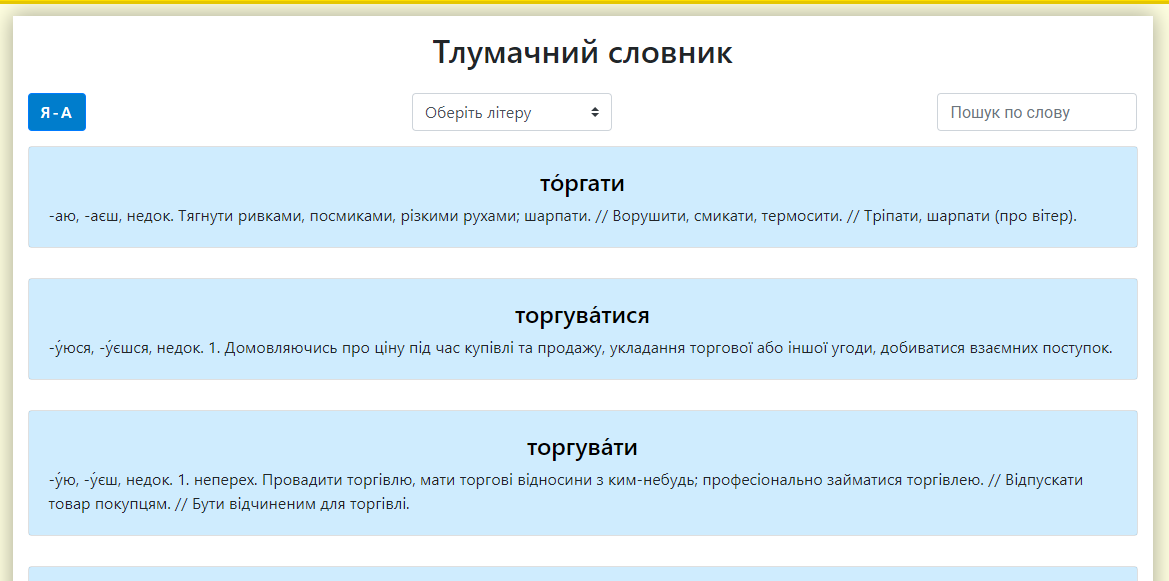 Тлумачний словник
Я - А
Оберіть літеру
Пошук по слову
то́ргати
-аю, -аєш, недок. Тягнути ривками, посмиками, різкими рухами; шарпати. // Ворушити, смикати, термосити. // Тріпати, шарпати (про вітер).
торгува́тися
-у́юся, -у́єшся, недок. 1. Домовляючись про ціну під час купівлі та продажу, укладання торгової або іншої угоди, добиватися взаємних поступок.
торгува́ти
-у́ю, -у́єш, недок. 1. неперех. Провадити торгівлю, мати торгові відносини з ким-небудь; професіонально займатися торгівлею. // Відпускати
товар покупцям. // Бути відчиненим для торгівлі.